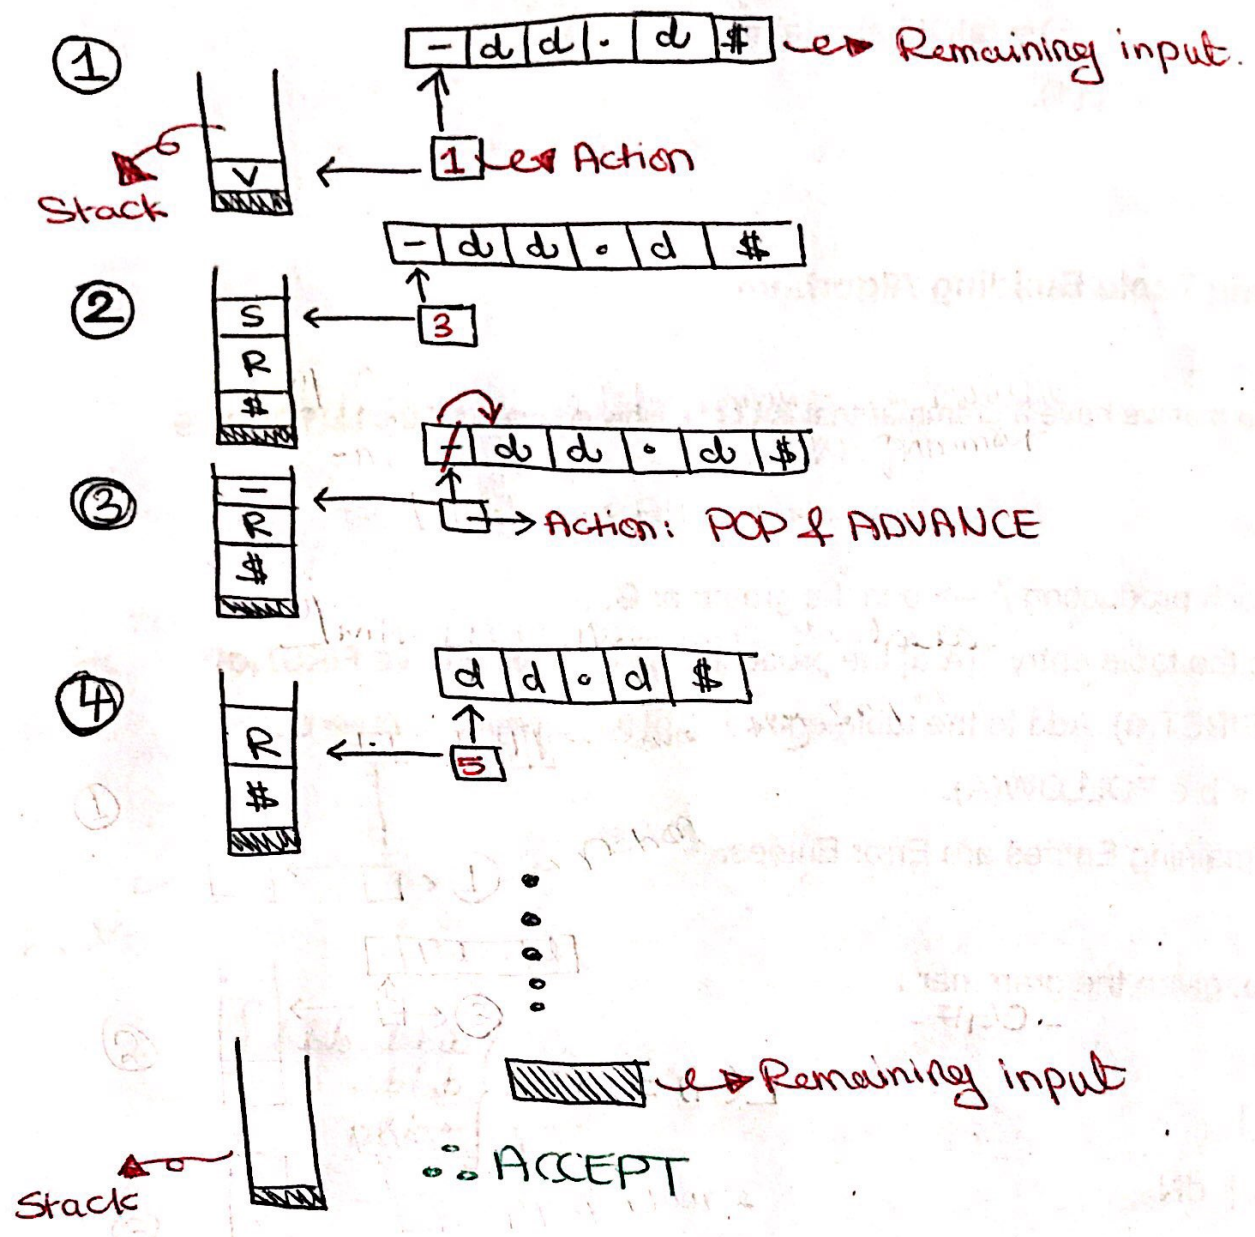 1
- d d . d $ Remaining input.
1 Action
V
Stack
- d d . d $
2
S
3
R
$
- d d . d $
3
-
R
Action: POP & ADVANCE
$
d d . d $
4
R
5
$
Remaining input
∴ ACCEPT
Stack